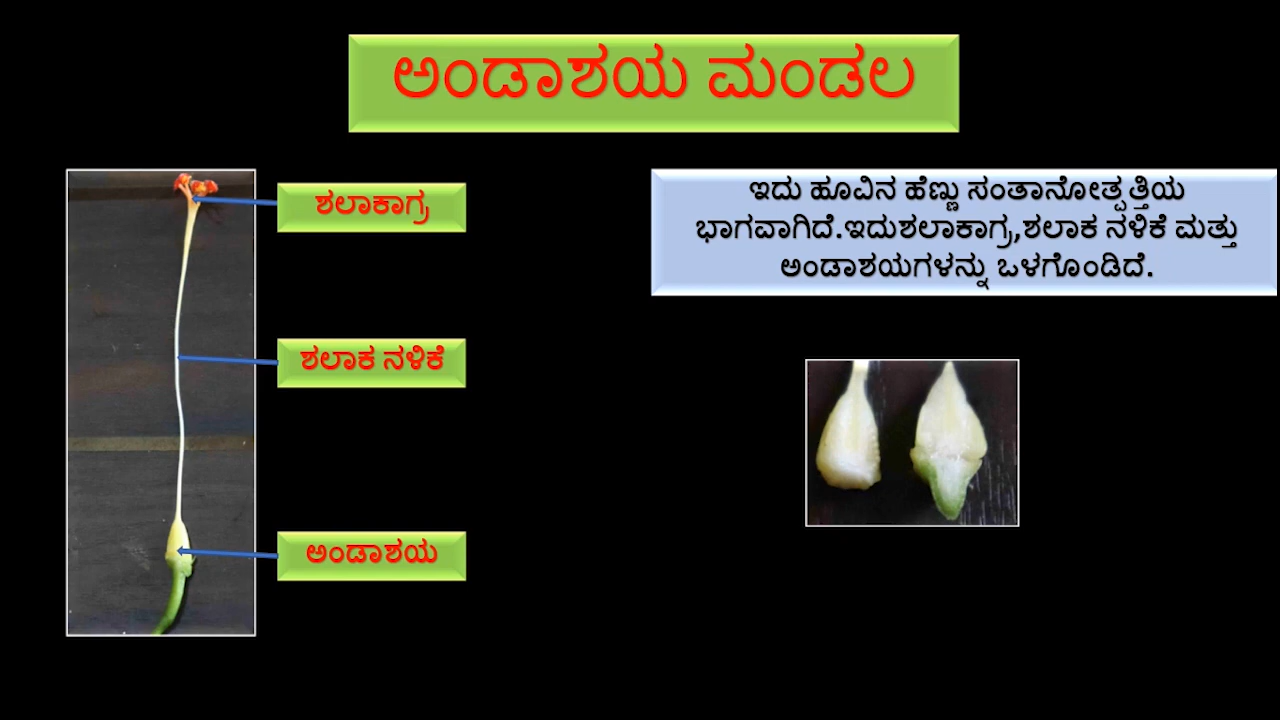 ಅಂಡಾಶಯ ಮಂಡಲ
ಶಲಾಕಾಗ್ರ
ಇದು ಹೂವಿನ ಹೆಣ್ಣು ಸಂತಾನೋತ್ಪತ್ತಿಯ
ಭಾಗವಾಗಿದೆ.ಇದುಶಲಾಕಾಗ್ರ,ಶಲಾಕ ನಳಿಕೆ ಮತ್ತು
ಅಂಡಾಶಯಗಳನ್ನು ಒಳಗೊಂಡಿದೆ.
ಶಲಾಕ ನಳಿಕೆ
ಅಂಡಾಶಯ